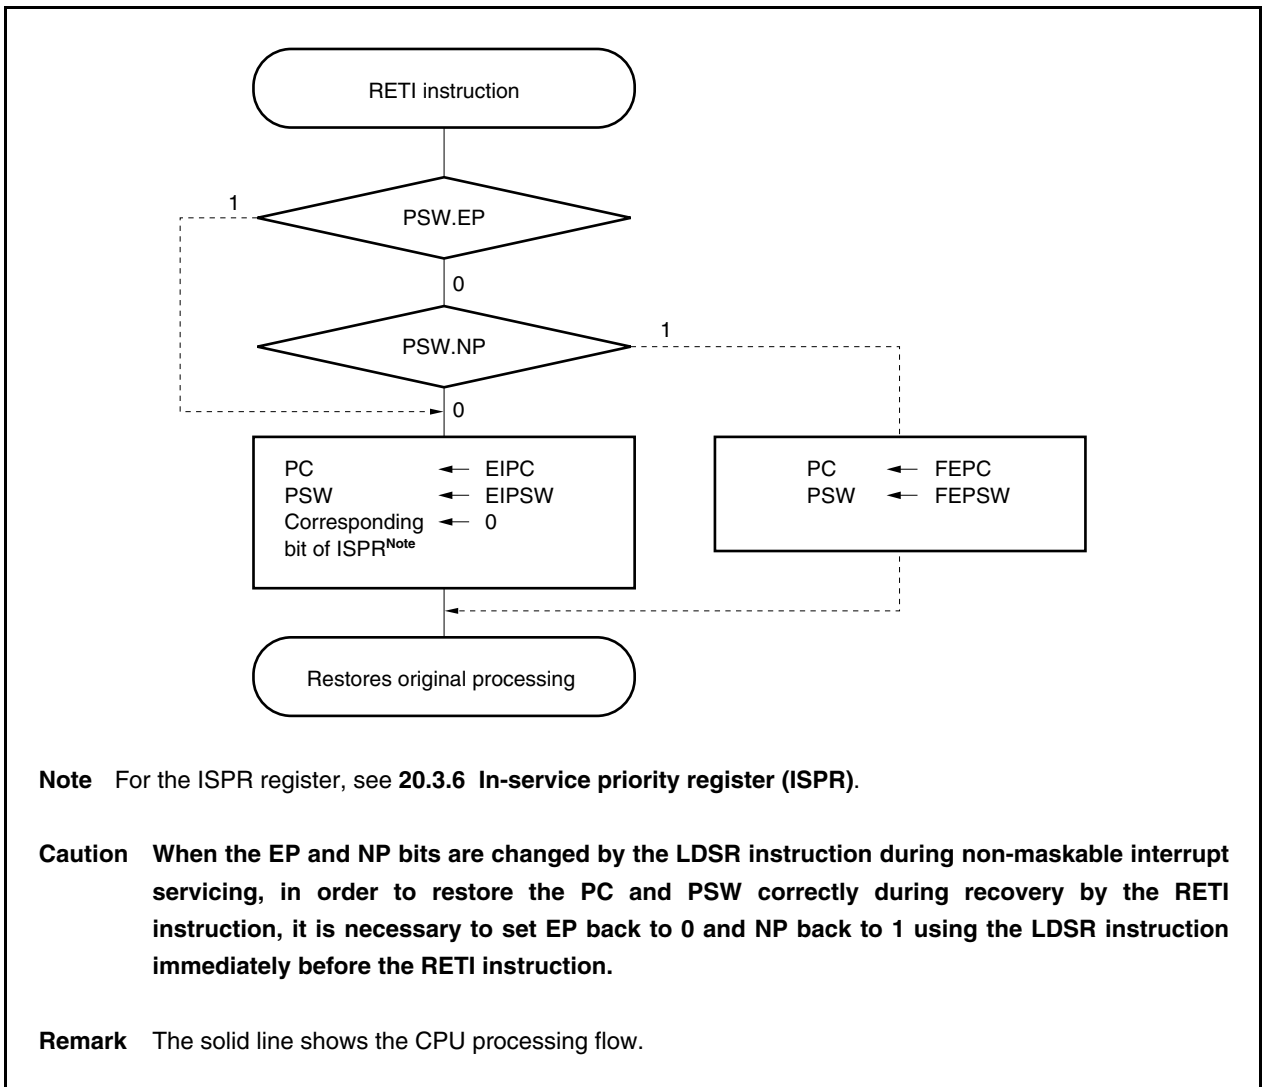 RETI instruction
1
PSW.EP
0
1
PSW.NP
0
PC ← EIPC
PSW ← EIPSW
Corresponding ← 0
bit of ISPRNote
PC ← FEPC
PSW ← FEPSW
Restores original processing
Note For the ISPR register, see 20.3.6 In-service priority register (ISPR).
Caution When the EP and NP bits are changed by the LDSR instruction during non-maskable interrupt
servicing, in order to restore the PC and PSW correctly during recovery by the RETI
instruction, it is necessary to set EP back to 0 and NP back to 1 using the LDSR instruction
immediately before the RETI instruction.
Remark The solid line shows the CPU processing flow.